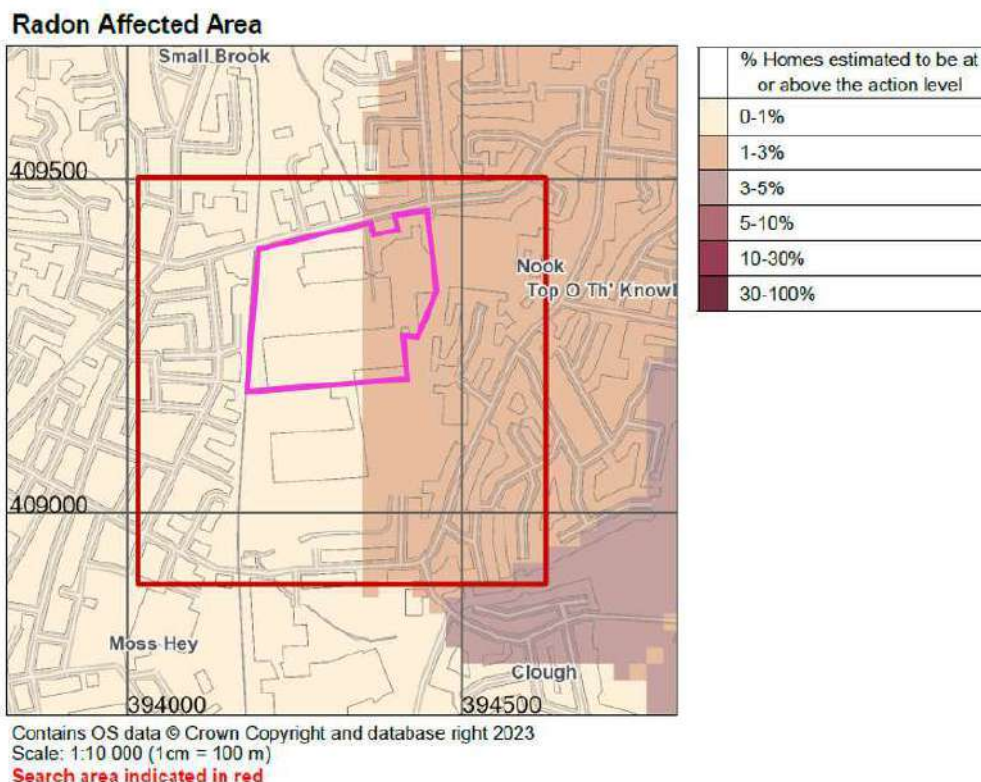 Radon Affected Area
Small Brook
409500
Nook
Top O Th' Knowl
409000
Moss Hey
Clough
394000
394500
% Homes estimated to be at
or above the action level
0-1%
1-3%
3-5%
5-10%
10-30%
30-100%
Contains OS data © Crown Copyright and database right 2023
Scale: 1:10 000 (1cm = 100 m)
Search area indicated in red